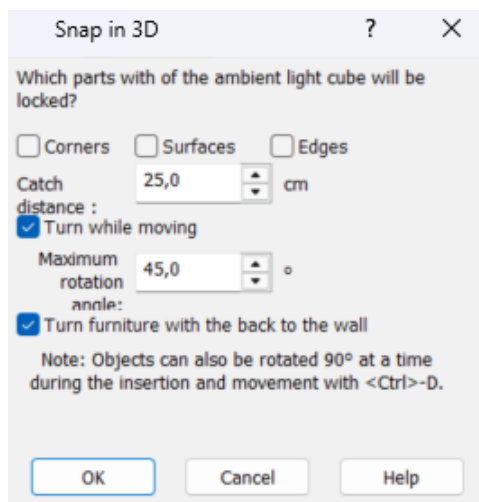 Snap in 3D ?
Which parts with of the ambient light cube will be
locked?
Corners Surfaces Edges
Catch
distance : 25,0 cm
Turn while moving
Maximum
rotation
angle: 45,0 °
Turn furniture with the back to the wall
Note: Objects can also be rotated 90° at a time
during the insertion and movement with <Ctrl>-D.
OK Cancel Help